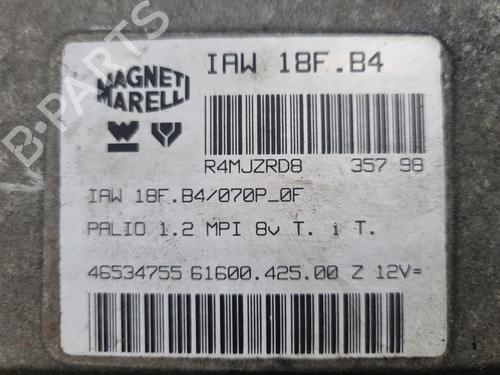 MAGNETI MARELLI
IAW 18F.B4
R4MJZRD8 357 98
IAW 18F.B4/070P_0F
PALIO 1.2 MPI 8v T. i T.
46534755 61600.425.00 Z 12V=
B-PARTS